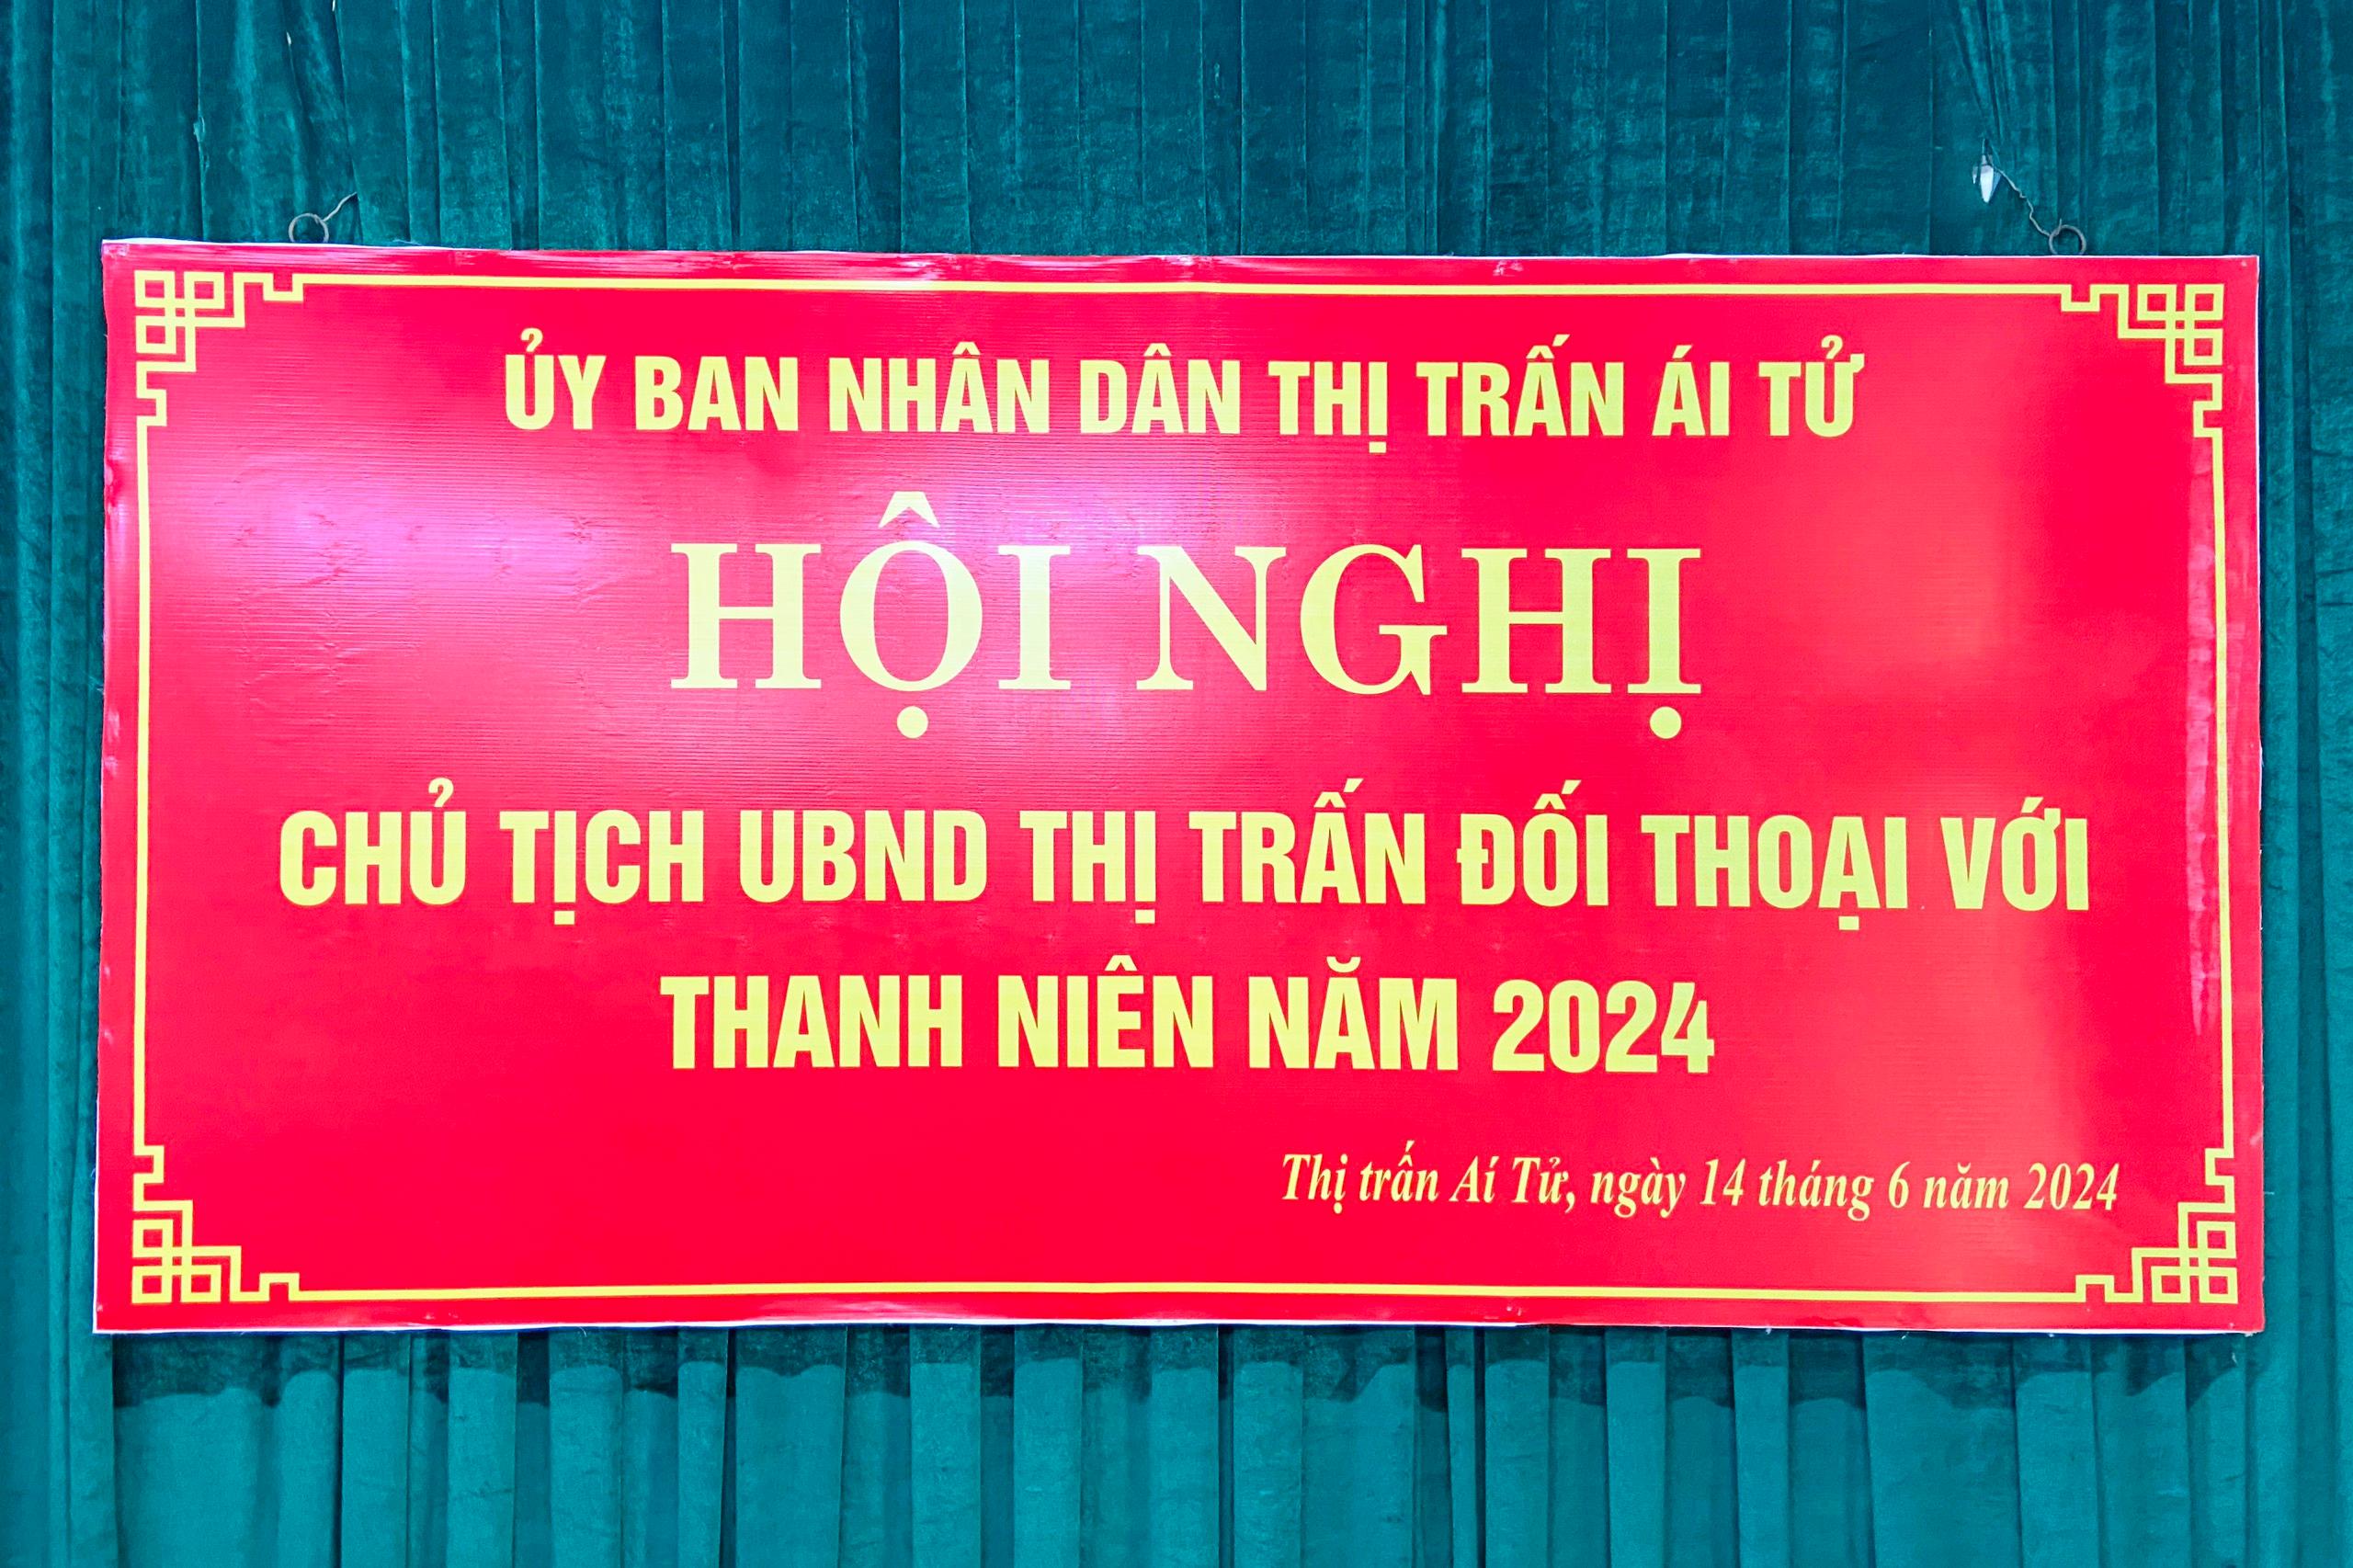 ỦY BAN NHÂN DÂN THỊ TRẤN ÁI TỬ
HỘI NGHỊ
CHỦ TỊCH UBND THỊ TRẤN ĐỐI THOẠI VỚI
THANH NIÊN NĂM 2024
Thị trấn Aí Tử, ngày 14 tháng 6 năm 2024